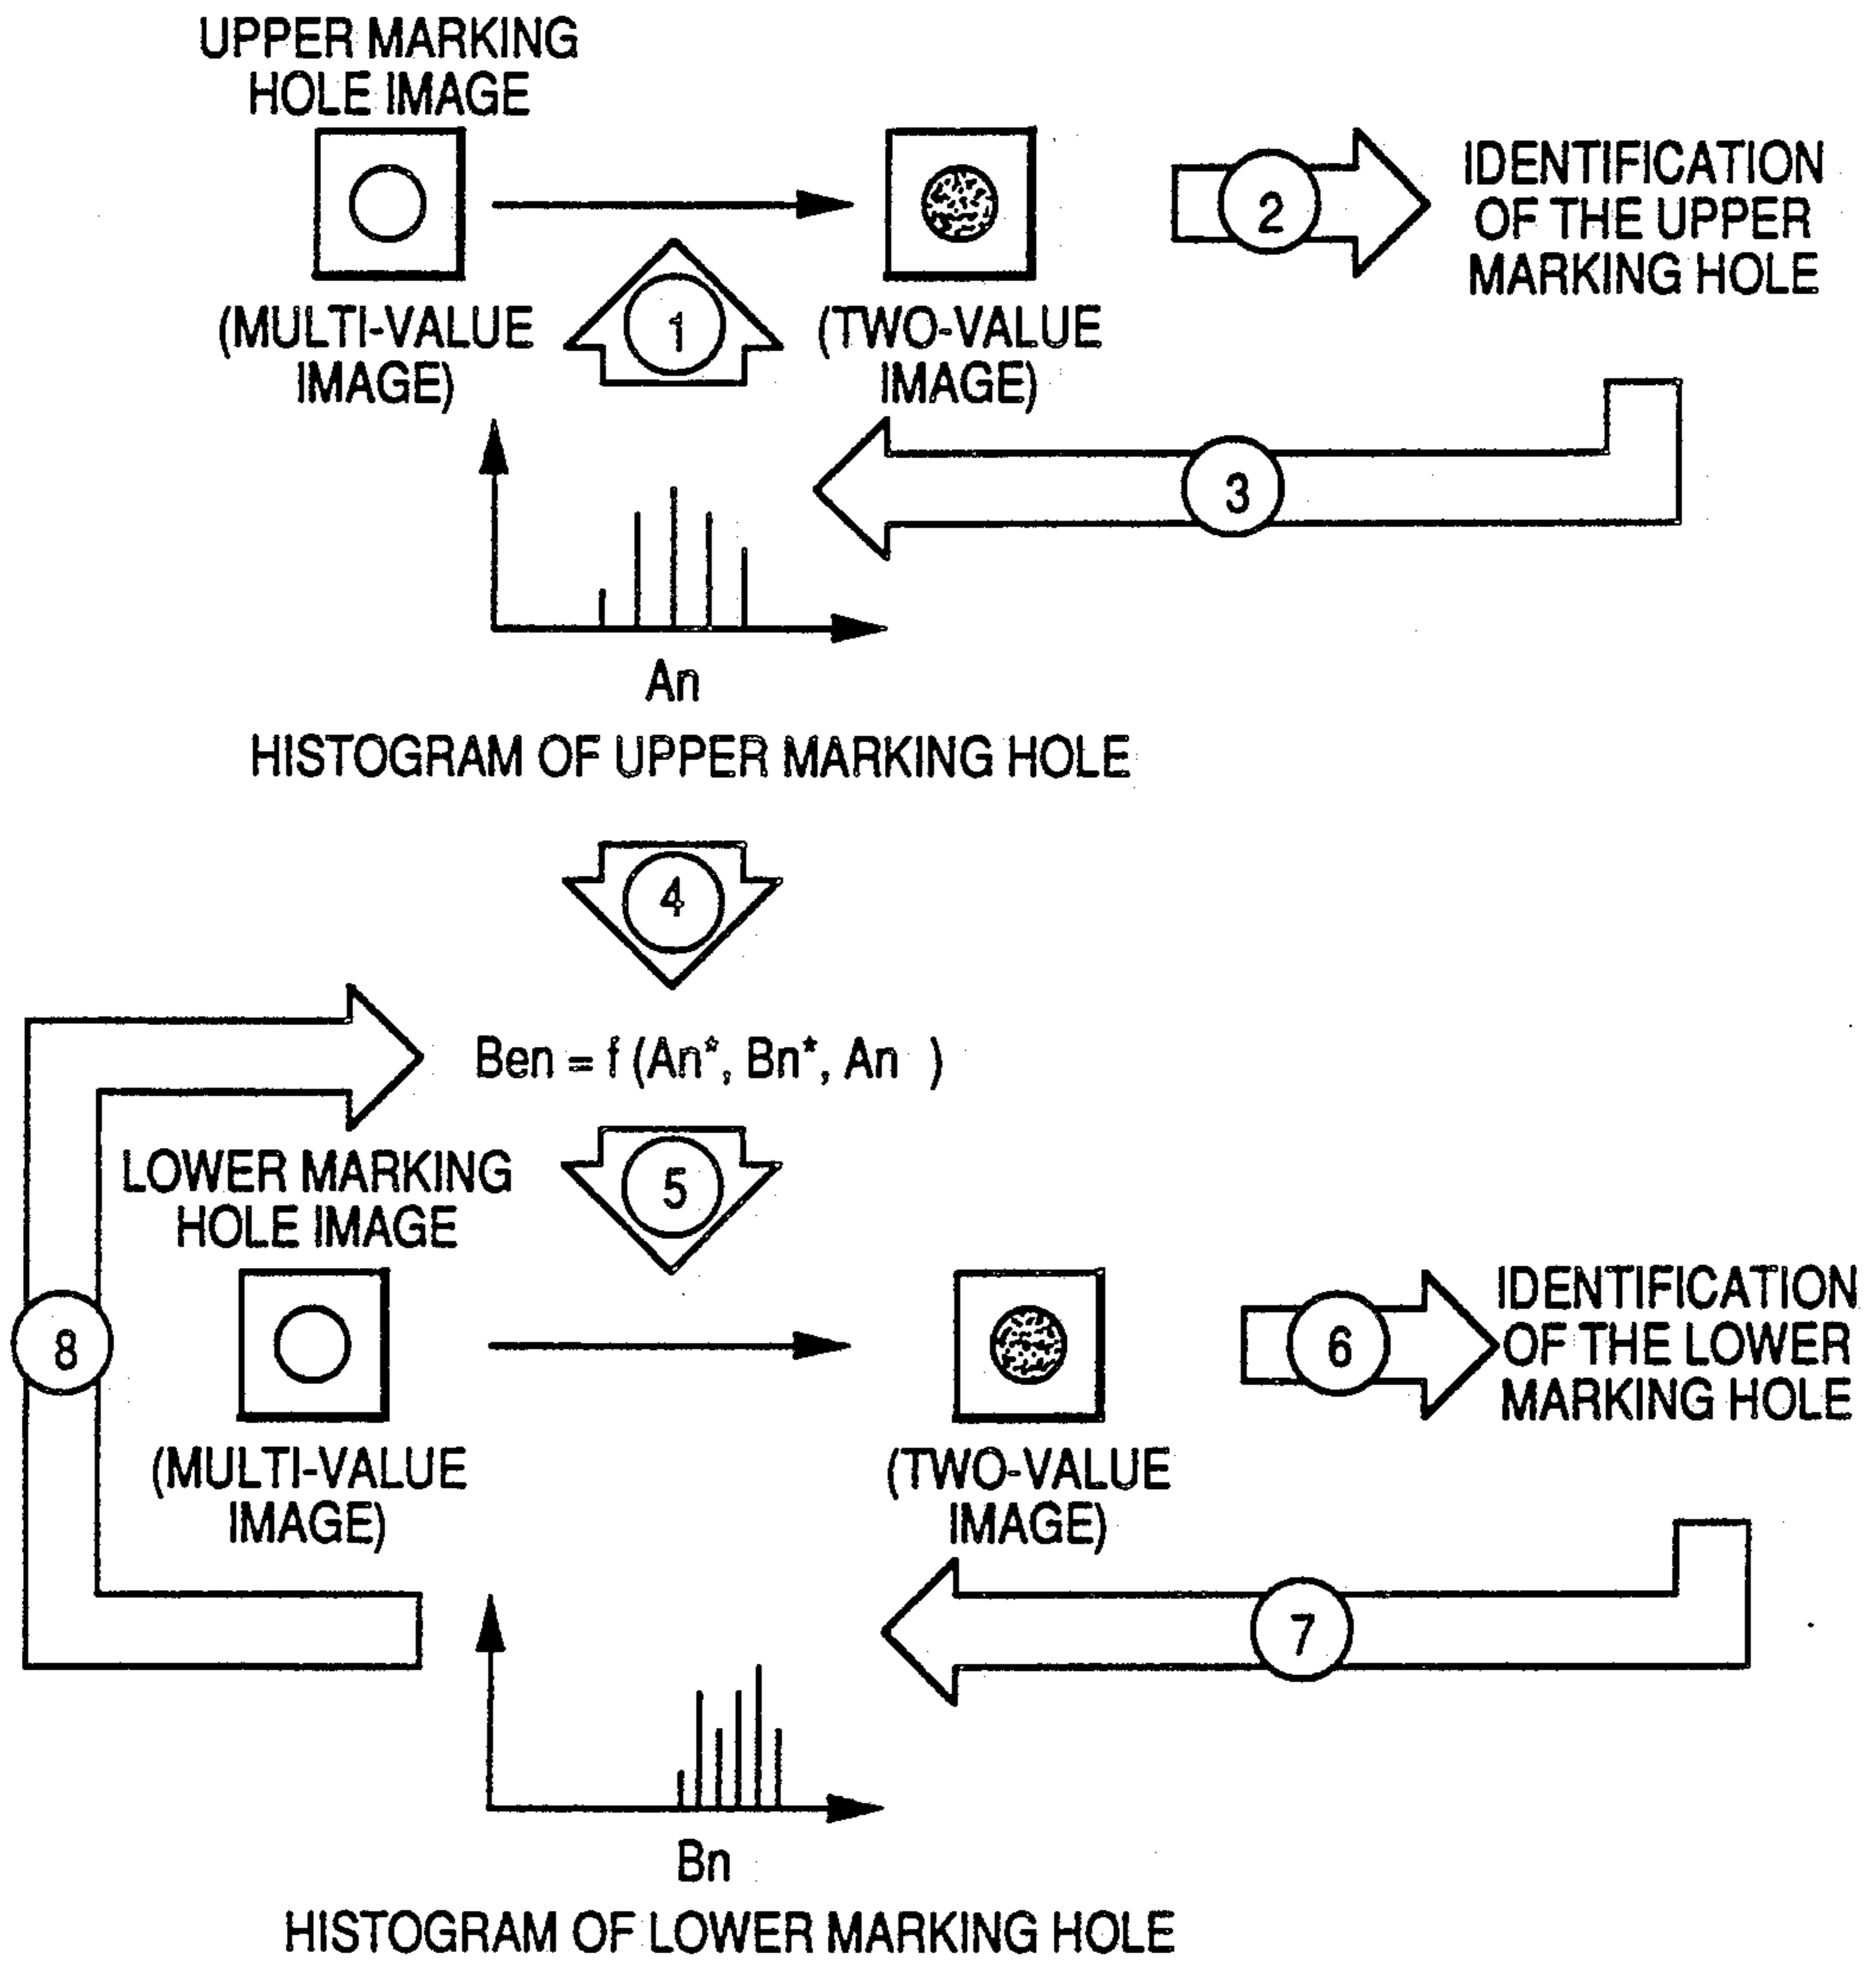 UPPER MARKING
HOLE IMAGE
(MULTI-VALUE
IMAGE)
1
(TWO-VALUE
IMAGE)
2
IDENTIFICATION
OF THE UPPER
MARKING HOLE
3
An
HISTOGRAM OF UPPER MARKING HOLE
4
Ben = f (An*, Bn*, An )
5
LOWER MARKING
HOLE IMAGE
8
(MULTI-VALUE
IMAGE)
(TWO-VALUE
IMAGE)
6
IDENTIFICATION
OF THE LOWER
MARKING HOLE
7
Bn
HISTOGRAM OF LOWER MARKING HOLE